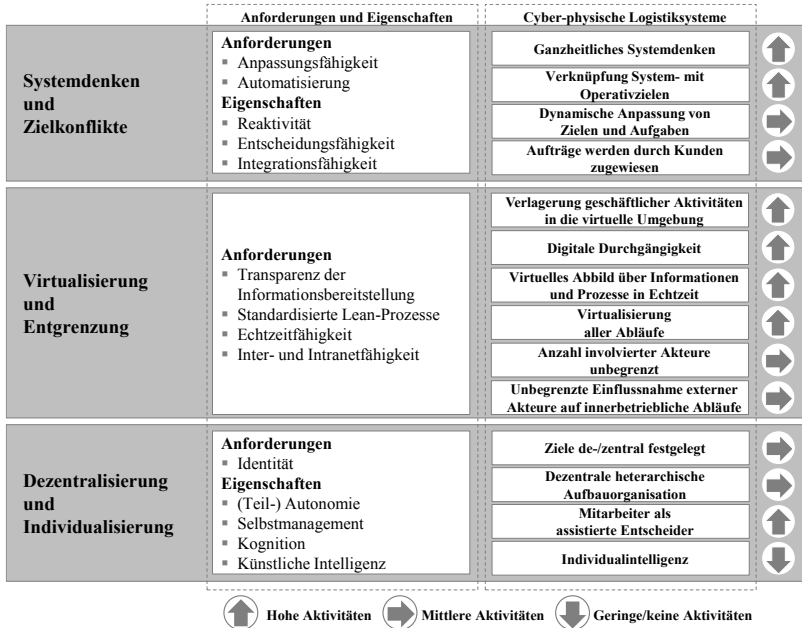 Anforderungen und Eigenschaften
Cyber-physische Logistiksysteme
Systemdenken
und
Zielkonflikte
Anforderungen
▪ Anpassungsfähigkeit
▪ Automatisierung
Eigenschaften
▪ Reaktivität
▪ Entscheidungsfähigkeit
▪ Integrationsfähigkeit
Ganzheitliches Systemdenken
Verknüpfung System- mit
Operativzielen
Dynamische Anpassung von
Zielen und Aufgaben
Aufträge werden durch Kunden
zugewiesen
Virtualisierung
und
Entgrenzung
Anforderungen
▪ Transparenz der
Informationsbereitstellung
▪ Standardisierte Lean-Prozesse
▪ Echtzeitfähigkeit
▪ Inter- und Intranetfähigkeit
Verlagerung geschäftlicher Aktivitäten
in die virtuelle Umgebung
Digitale Durchgängigkeit
Virtuelles Abbild über Informationen
und Prozesse in Echtzeit
Virtualisierung
aller Abläufe
Anzahl involvierter Akteure
unbegrenzt
Unbegrenzte Einflussnahme externer
Akteure auf innerbetriebliche Abläufe
Dezentralisierung
und
Individualisierung
Anforderungen
▪ Identität
Eigenschaften
▪ (Teil-) Autonomie
▪ Selbstmanagement
▪ Kognition
▪ Künstliche Intelligenz
Ziele de-/zentral festgelegt
Dezentrale heterarchische
Aufbauorganisation
Mitarbeiter als
assistierte Entscheider
Individualintelligenz
Hohe Aktivitäten
Mittlere Aktivitäten
Geringe/keine Aktivitäten